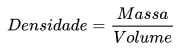 Densidade = Massa / Volume